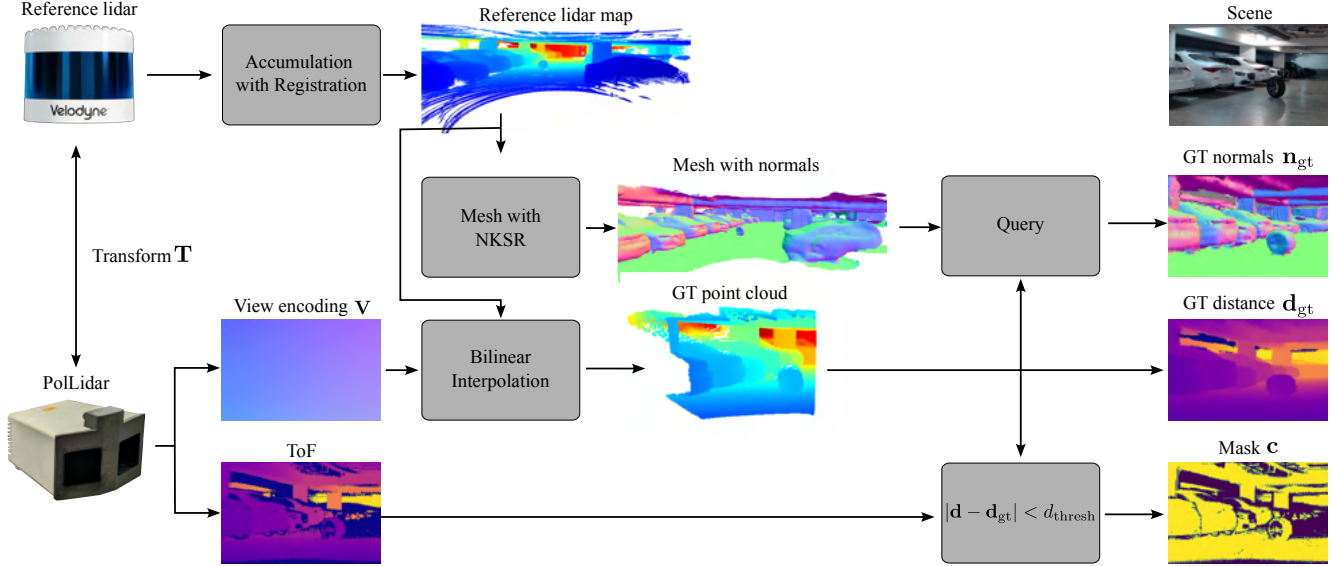 Reference lidar
Velodyne
Accumulation
with Registration
Reference lidar map
Scene
Mesh with
NKSR
Mesh with normals
Query
GT normals n_gt
Transform T
View encoding V
Bilinear
Interpolation
GT point cloud
GT distance d_gt
PolLidar
ToF
|d − d_gt| < d_thresh
Mask c